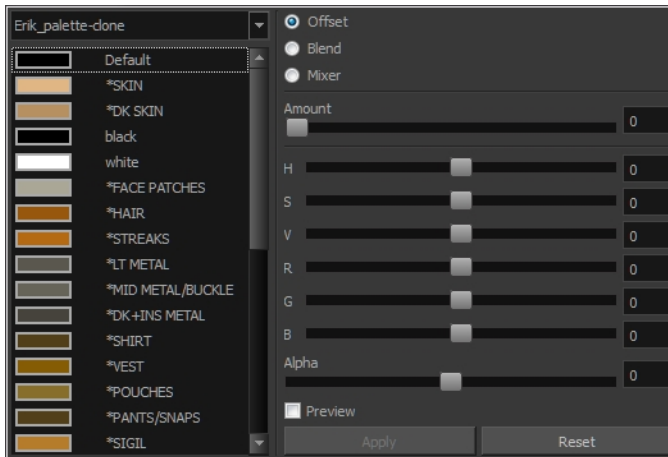 Erik_palette-clone
Default
*SKIN
*DK SKIN
black
white
*FACE PATCHES
*HAIR
*STREAKS
*LT METAL
*MID METAL/BUCKLE
*DK+INS METAL
*SHIRT
*VEST
*POUCHES
*PANTS/SNAPS
*SIGIL
Offset
Blend
Mixer
Amount
0
H 0
S 0
V 0
R 0
G 0
B 0
Alpha
0
Preview
Apply Reset